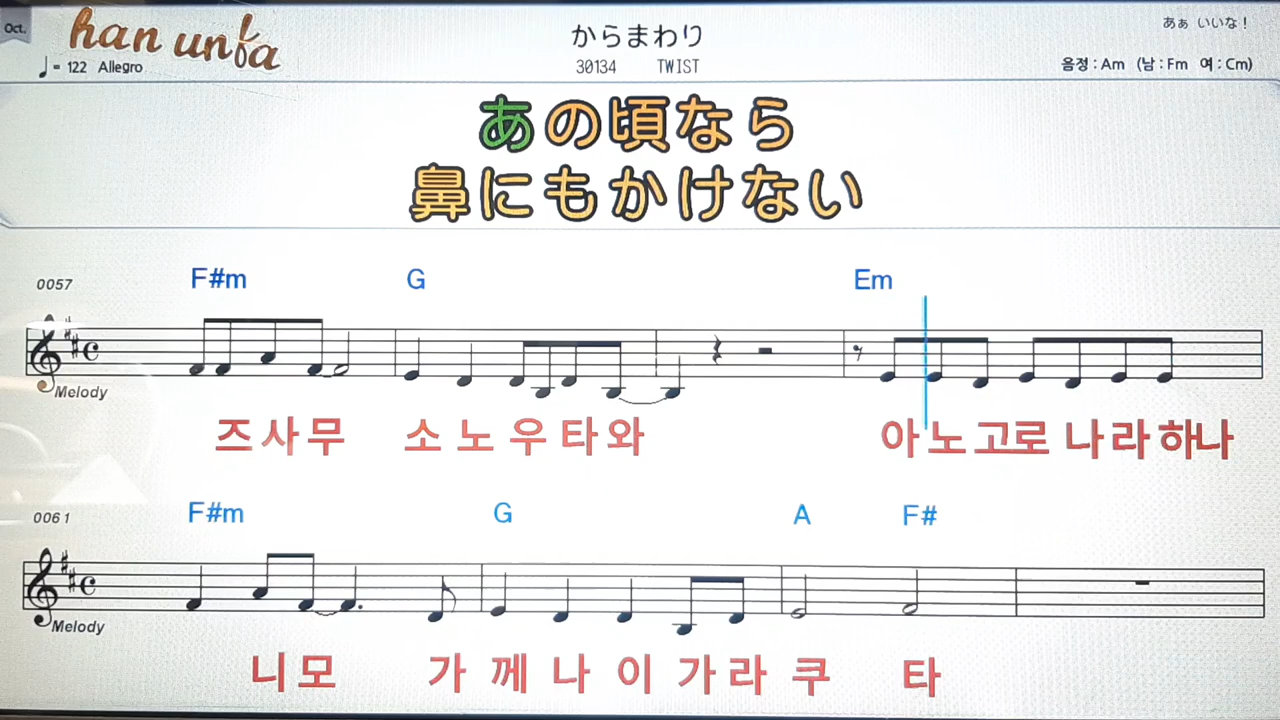 Oct.
han unfa
からまわり
あぁ いいな!
♩= 122 Allegro
30134 TWIST
음정 : Am (남 : Fm 여 : Cm)
あの頃なら
鼻にもかけない
0057
F#m G Em
Melody
즈사무 소노우타와 아노고로나라하나
0061
F#m G A F#
Melody
니모 가께나이가라쿠타